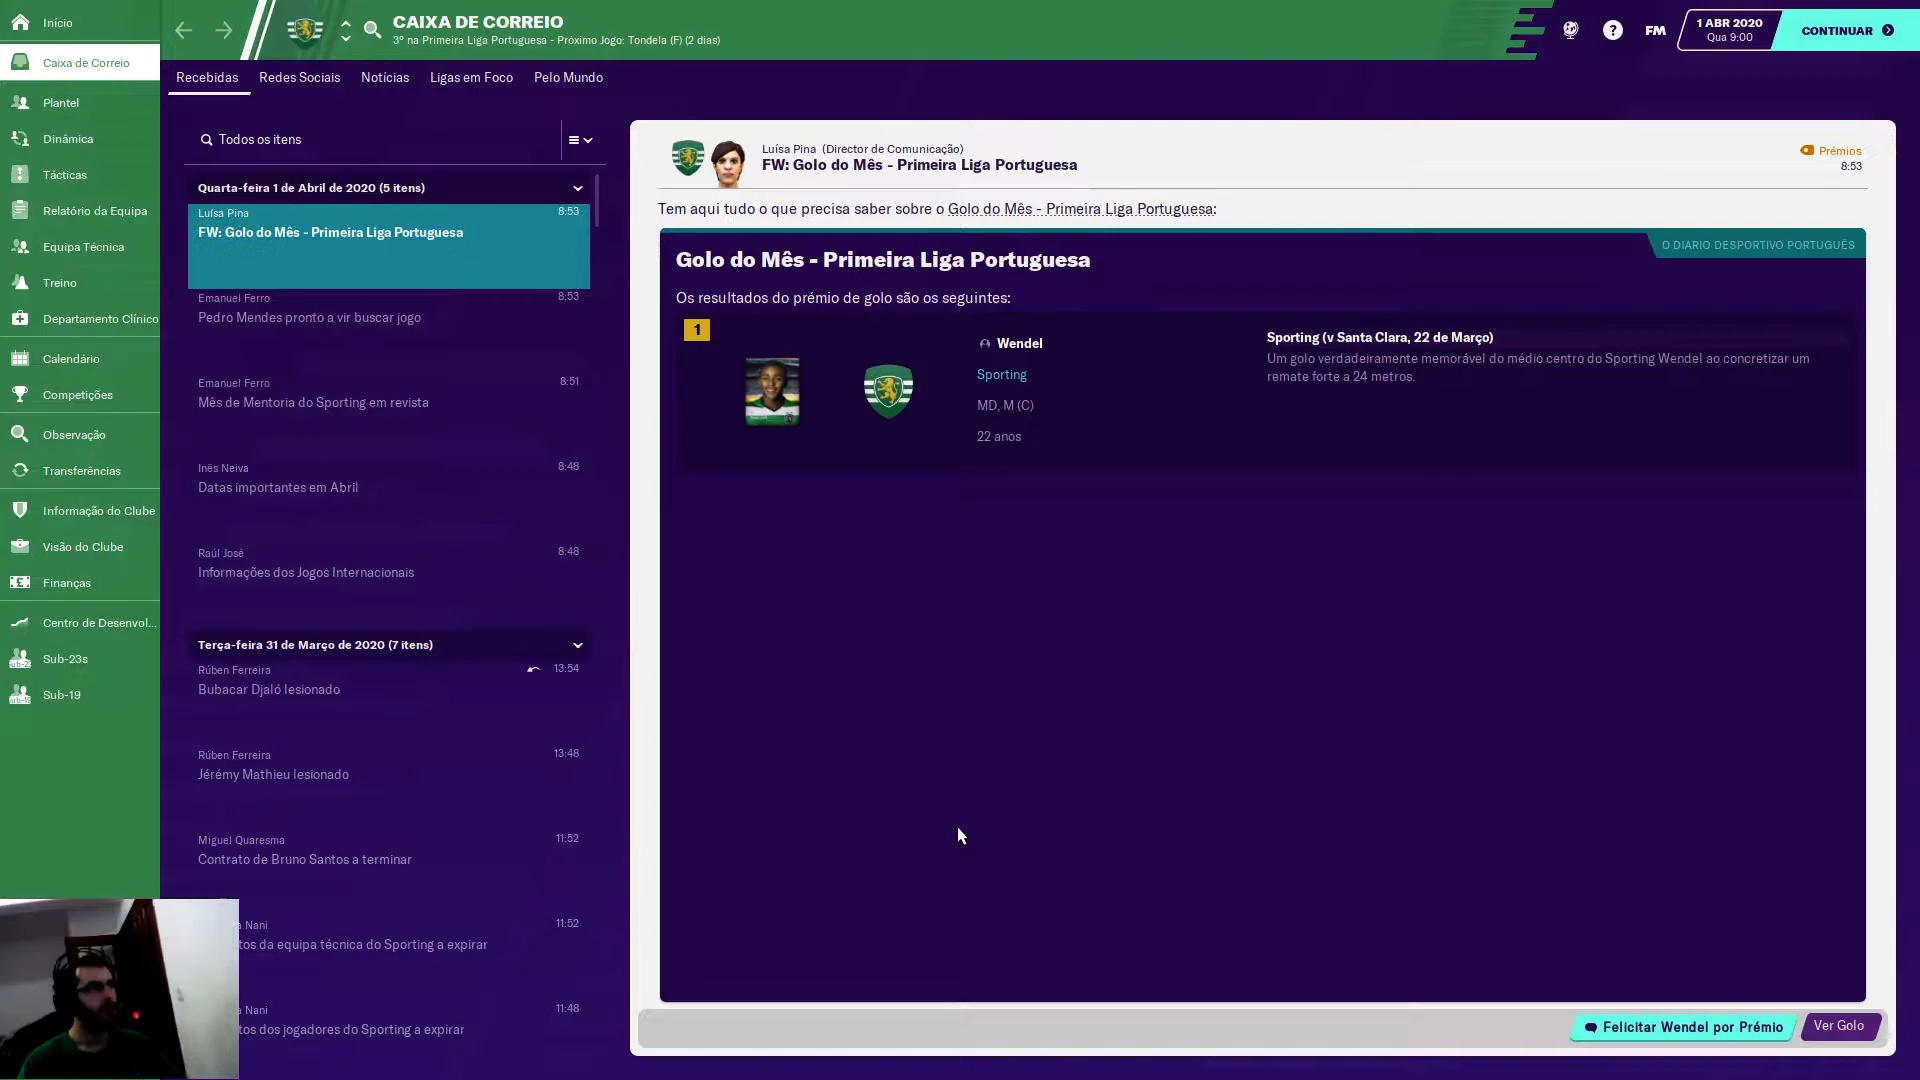 Início
Caixa de Correio
Plantel
Dinâmica
Tácticas
Relatório da Equipa
Equipa Técnica
Treino
Departamento Clínico
Calendário
Competições
Observação
Transferências
Informação do Clube
Visão do Clube
Finanças
Centro de Desenvol...
Sub-23s
Sub-19
CAIXA DE CORREIO
3º na Primeira Liga Portuguesa - Próximo Jogo: Tondela (F) (2 dias)
FM
1 ABR 2020
Qua 9:00
CONTINUAR
Recebidas
Redes Sociais
Notícias
Ligas em Foco
Pelo Mundo
Todos os itens
Quarta-feira 1 de Abril de 2020 (5 itens)
Luísa Pina 8:53
FW: Golo do Mês - Primeira Liga Portuguesa
Emanuel Ferro 8:53
Pedro Mendes pronto a vir buscar jogo
Emanuel Ferro 8:51
Mês de Mentoria do Sporting em revista
Inês Neiva 8:48
Datas importantes em Abril
Raúl José 8:48
Informações dos Jogos Internacionais
Terça-feira 31 de Março de 2020 (7 itens)
Rúben Ferreira 13:54
Bubacar Djaló lesionado
Rúben Ferreira 13:48
Jérémy Mathieu lesionado
Miguel Quaresma 11:52
Contrato de Bruno Santos a terminar
a Nani 11:52
tos da equipa técnica do Sporting a expirar
a Nani 11:48
tos dos jogadores do Sporting a expirar
Luísa Pina (Director de Comunicação)
FW: Golo do Mês - Primeira Liga Portuguesa
Prémios
8:53
Tem aqui tudo o que precisa saber sobre o Golo do Mês - Primeira Liga Portuguesa:
O DIARIO DESPORTIVO PORTUGUÊS
Golo do Mês - Primeira Liga Portuguesa
Os resultados do prémio de golo são os seguintes:
1
Wendel
Sporting
MD, M (C)
22 anos
Sporting (v Santa Clara, 22 de Março)
Um golo verdadeiramente memorável do médio centro do Sporting Wendel ao concretizar um
remate forte a 24 metros.
Felicitar Wendel por Prémio
Ver Golo